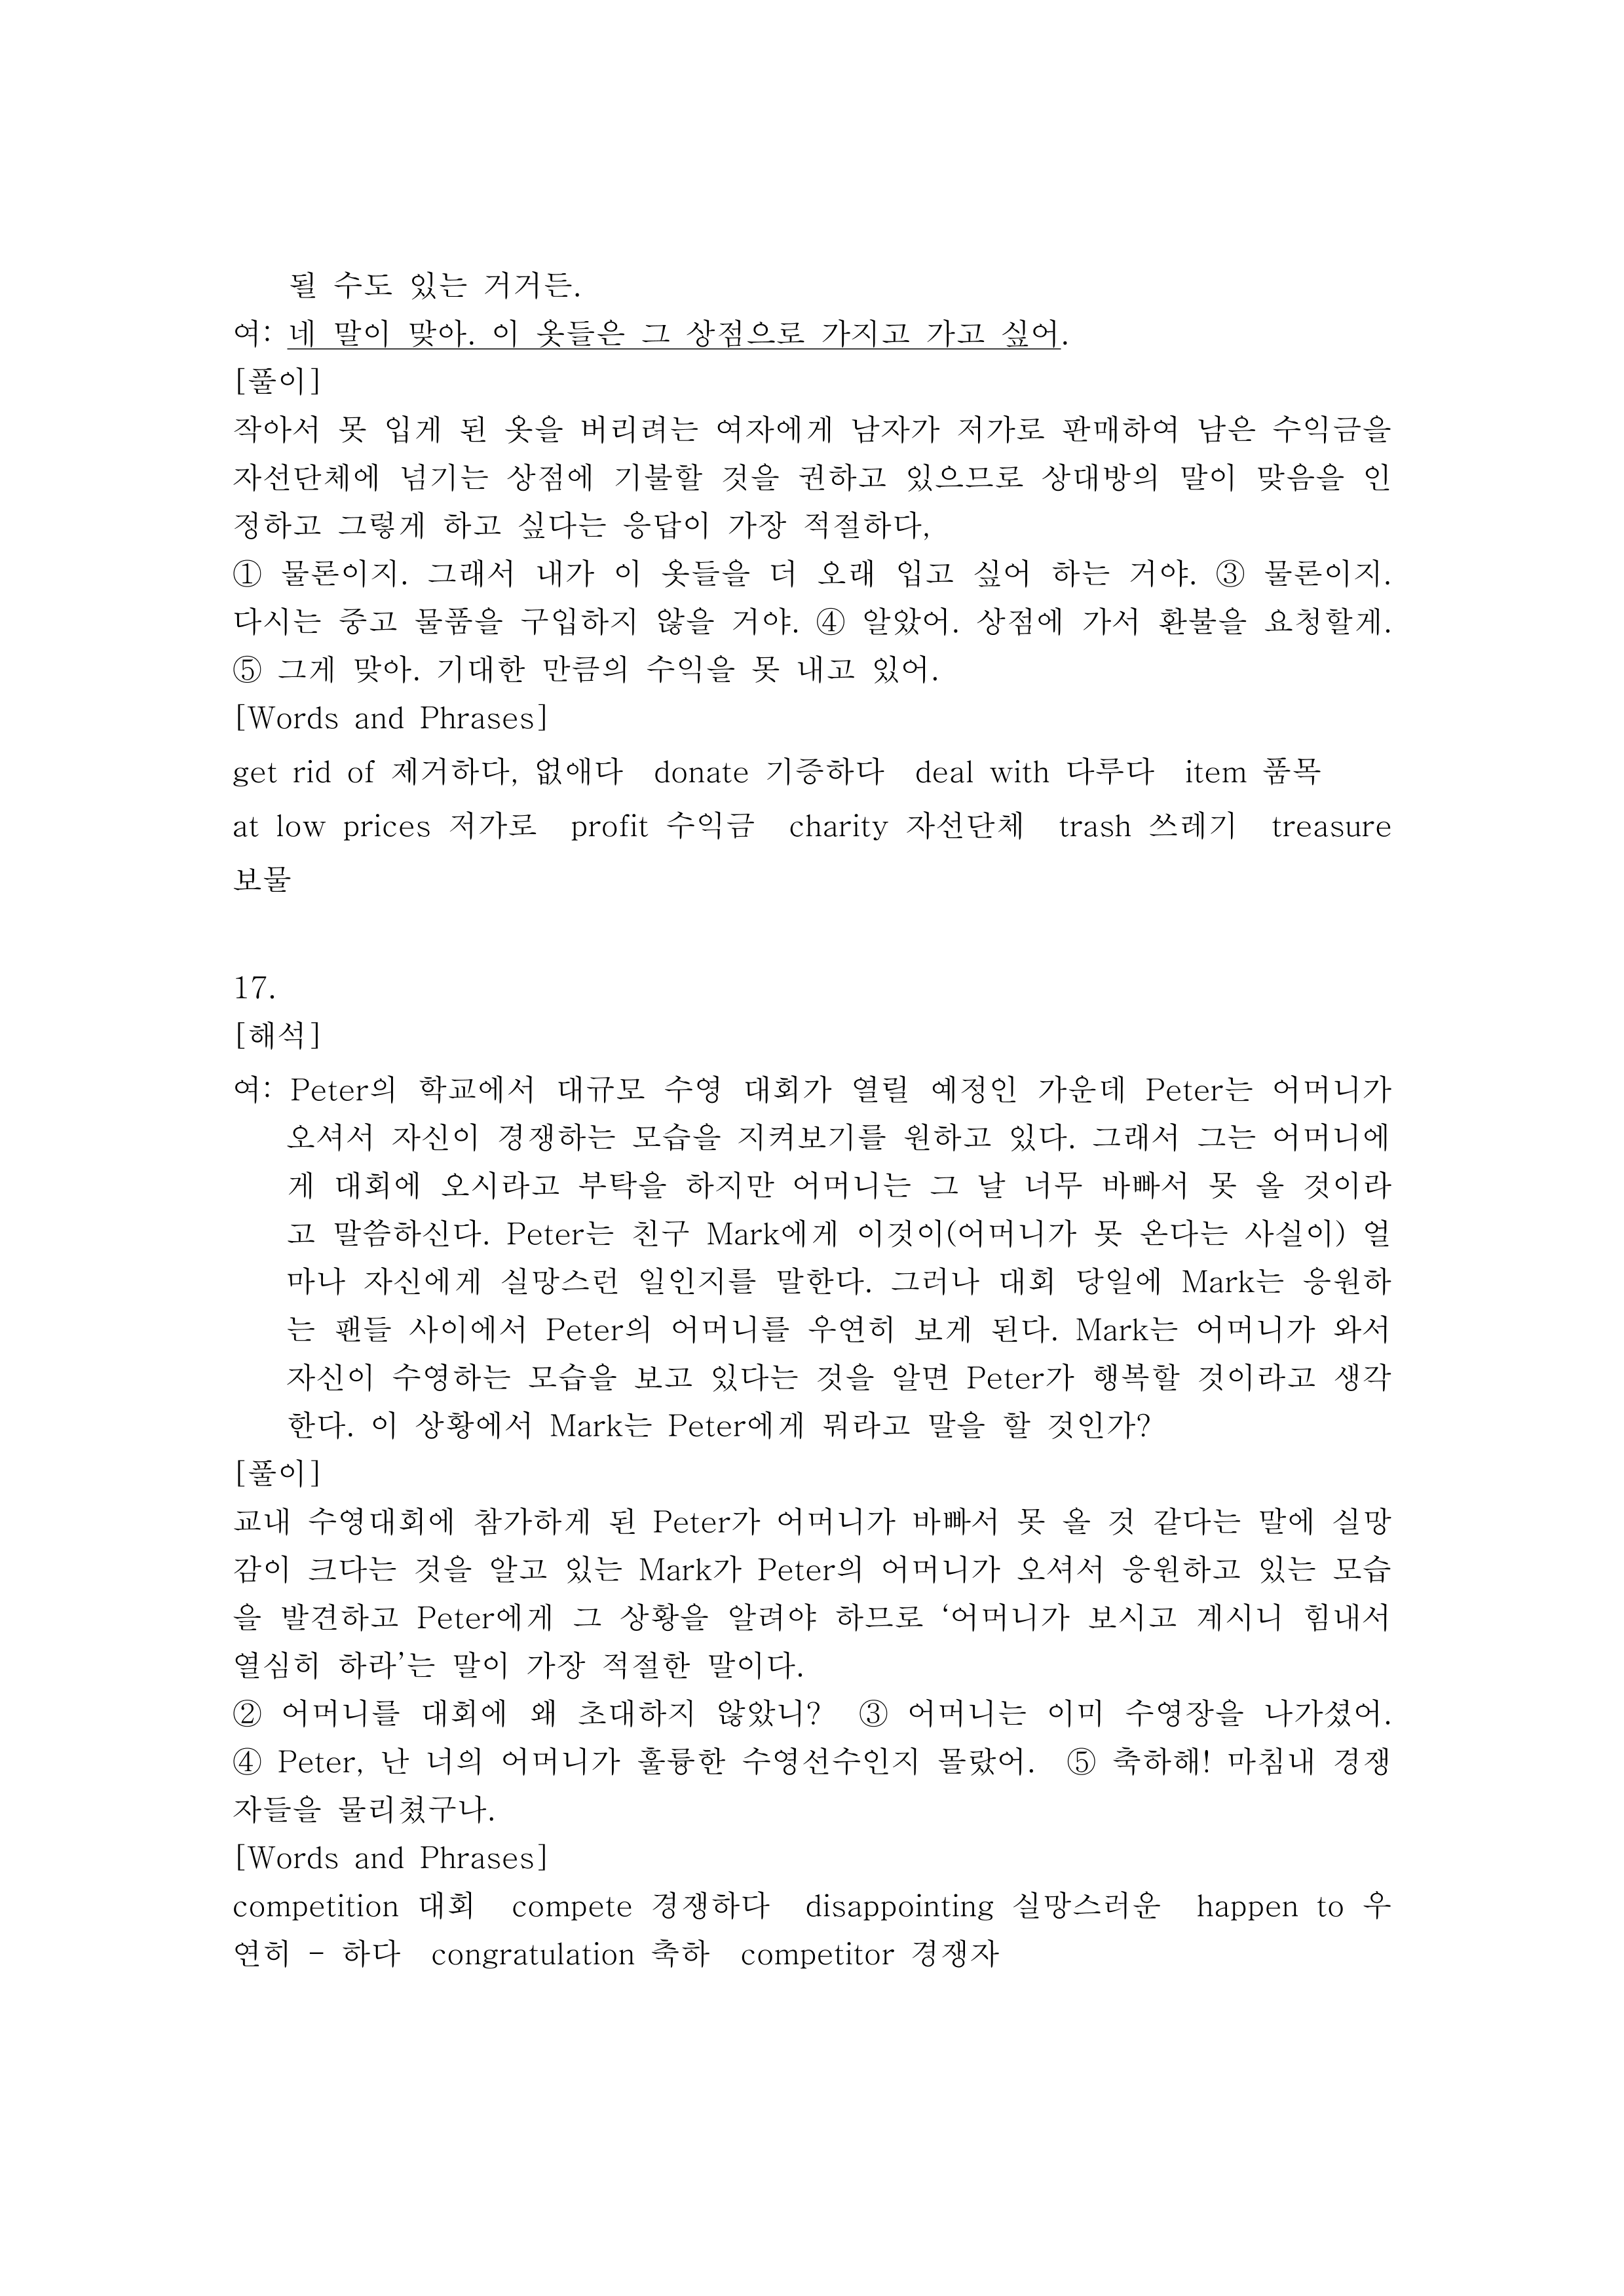 될 수도 있는 거거든.
여: 네 말이 맞아. 이 옷들은 그 상점으로 가지고 가고 싶어.
[풀이]
작아서 못 입게 된 옷을 버리려는 여자에게 남자가 저가로 판매하여 남은 수익금을
자선단체에 넘기는 상점에 기불할 것을 권하고 있으므로 상대방의 말이 맞음을 인
정하고 그렇게 하고 싶다는 응답이 가장 적절하다,
① 물론이지. 그래서 내가 이 옷들을 더 오래 입고 싶어 하는 거야. ③ 물론이지.
다시는 중고 물품을 구입하지 않을 거야. ④ 알았어. 상점에 가서 환불을 요청할게.
⑤ 그게 맞아. 기대한 만큼의 수익을 못 내고 있어.
[Words and Phrases]
get rid of 제거하다, 없애다 donate 기증하다 deal with 다루다 item 품목
at low prices 저가로 profit 수익금 charity 자선단체 trash 쓰레기 treasure
보물
17.
[해석]
여: Peter의 학교에서 대규모 수영 대회가 열릴 예정인 가운데 Peter는 어머니가
오셔서 자신이 경쟁하는 모습을 지켜보기를 원하고 있다. 그래서 그는 어머니에
게 대회에 오시라고 부탁을 하지만 어머니는 그 날 너무 바빠서 못 올 것이라
고 말씀하신다. Peter는 친구 Mark에게 이것이(어머니가 못 온다는 사실이) 얼
마나 자신에게 실망스런 일인지를 말한다. 그러나 대회 당일에 Mark는 응원하
는 팬들 사이에서 Peter의 어머니를 우연히 보게 된다. Mark는 어머니가 와서
자신이 수영하는 모습을 보고 있다는 것을 알면 Peter가 행복할 것이라고 생각
한다. 이 상황에서 Mark는 Peter에게 뭐라고 말을 할 것인가?
[풀이]
교내 수영대회에 참가하게 된 Peter가 어머니가 바빠서 못 올 것 같다는 말에 실망
감이 크다는 것을 알고 있는 Mark가 Peter의 어머니가 오셔서 응원하고 있는 모습
을 발견하고 Peter에게 그 상황을 알려야 하므로 ‘어머니가 보시고 계시니 힘내서
열심히 하라’는 말이 가장 적절한 말이다.
② 어머니를 대회에 왜 초대하지 않았니? ③ 어머니는 이미 수영장을 나가셨어.
④ Peter, 난 너의 어머니가 훌륭한 수영선수인지 몰랐어. ⑤ 축하해! 마침내 경쟁
자들을 물리쳤구나.
[Words and Phrases]
competition 대회 compete 경쟁하다 disappointing 실망스러운 happen to 우
연히 - 하다 congratulation 축하 competitor 경쟁자